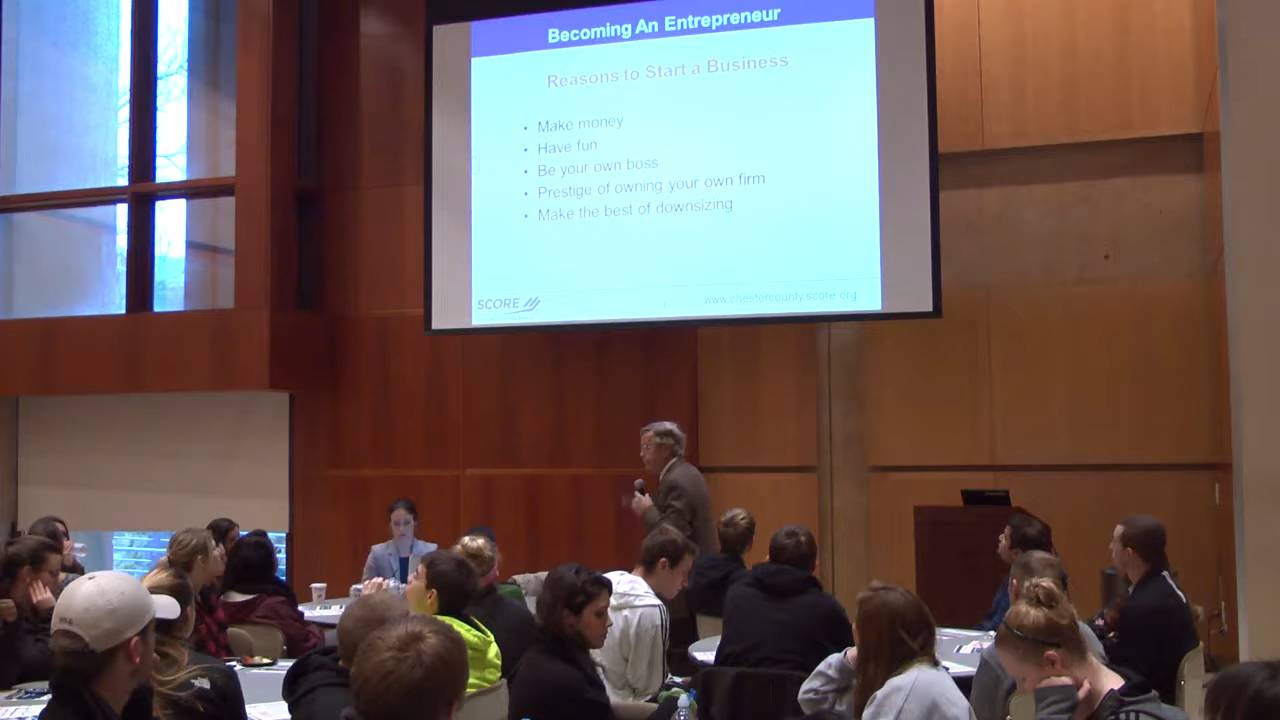 Becoming An Entrepreneur
Reasons to Start a Business
• Make money
• Have fun
• Be your own boss
• Prestige of owning your own firm
• Make the best of downsizing
SCORE
www.chestercounty.score.org